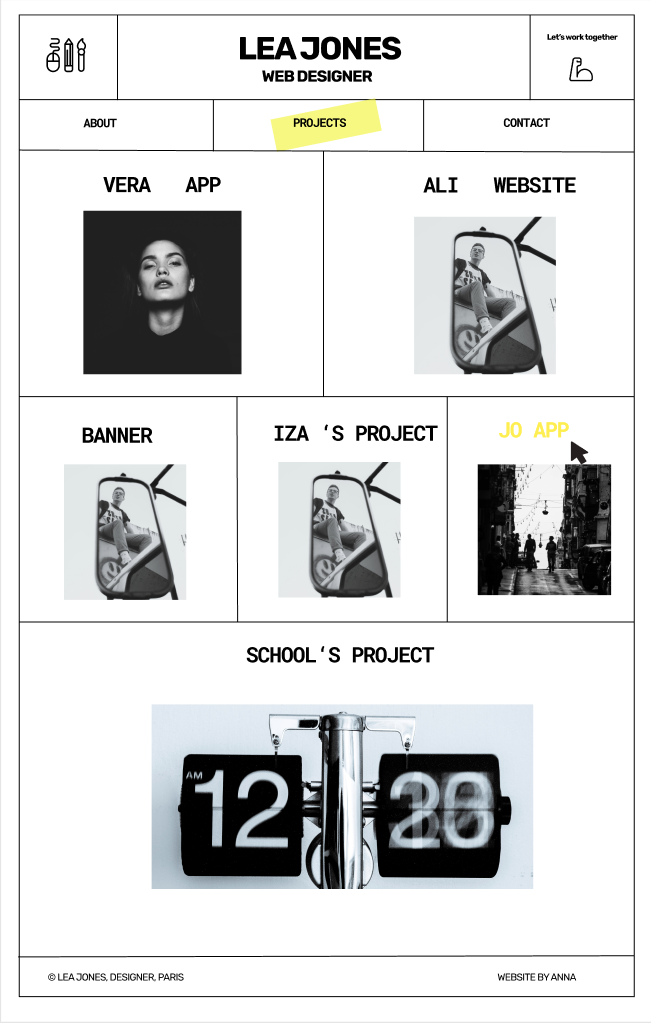 LEA JONES
WEB DESIGNER
Let's work together
ABOUT
PROJECTS
CONTACT
VERA APP
ALI WEBSITE
BANNER
IZA ‘S PROJECT
JO APP
SCHOOL‘S PROJECT
AM
12
© LEA JONES, DESIGNER, PARIS
WEBSITE BY ANNA